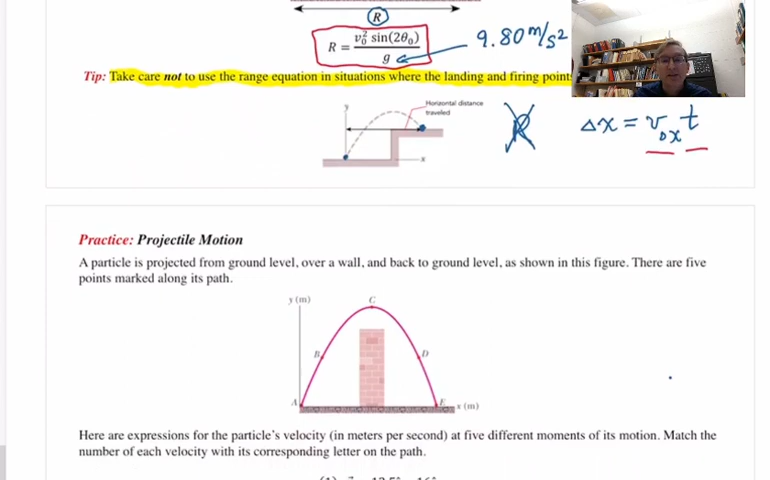 R
R = v₀² sin(2θ₀) / g
9.80 m/s²
Tip: Take care not to use the range equation in situations where the landing and firing point
y
Horizontal distance
traveled
x
R
Δx = v₀ₓ t
Practice: Projectile Motion
A particle is projected from ground level, over a wall, and back to ground level, as shown in this figure. There are five
points marked along its path.
y (m)
C
B
D
A
E
x (m)
Here are expressions for the particle's velocity (in meters per second) at five different moments of its motion. Match the
number of each velocity with its corresponding letter on the path.